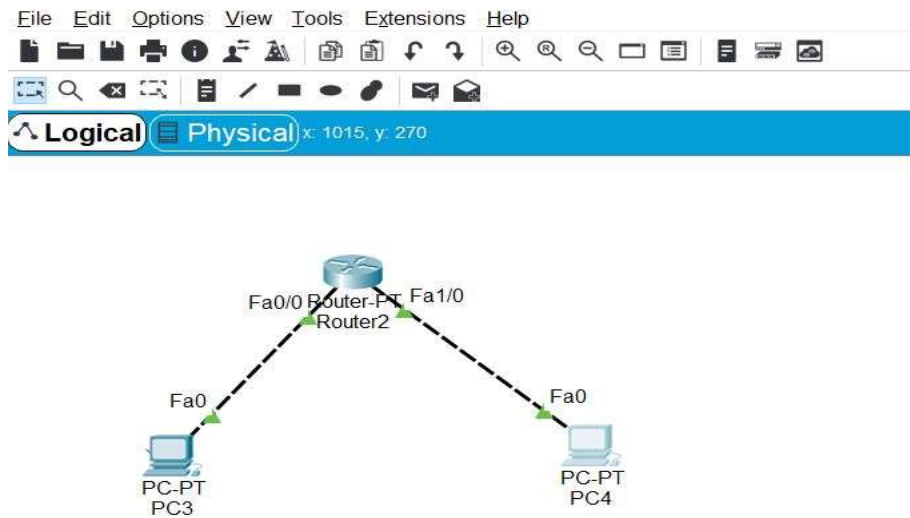 File Edit Options View Tools Extensions Help
Logical Physical x: 1015, y: 270
Fa0/0 Router-PT Fa1/0
Router2
Fa0 Fa0
PC-PT
PC3
PC-PT
PC4